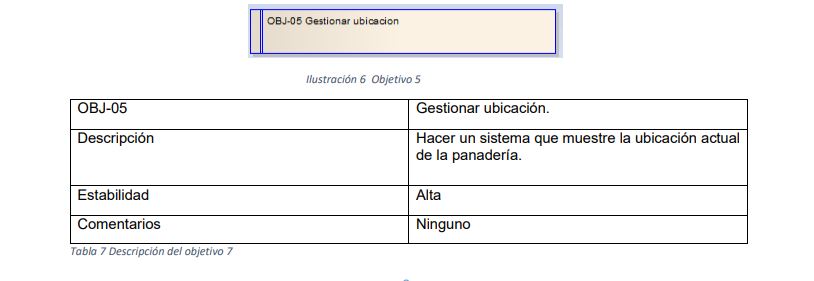 OBJ-05 Gestionar ubicacion
Ilustración 6 Objetivo 5
OBJ-05 Gestionar ubicación.
Descripción Hacer un sistema que muestre la ubicación actual
de la panadería.
Estabilidad Alta
Comentarios Ninguno
Tabla 7 Descripción del objetivo 7